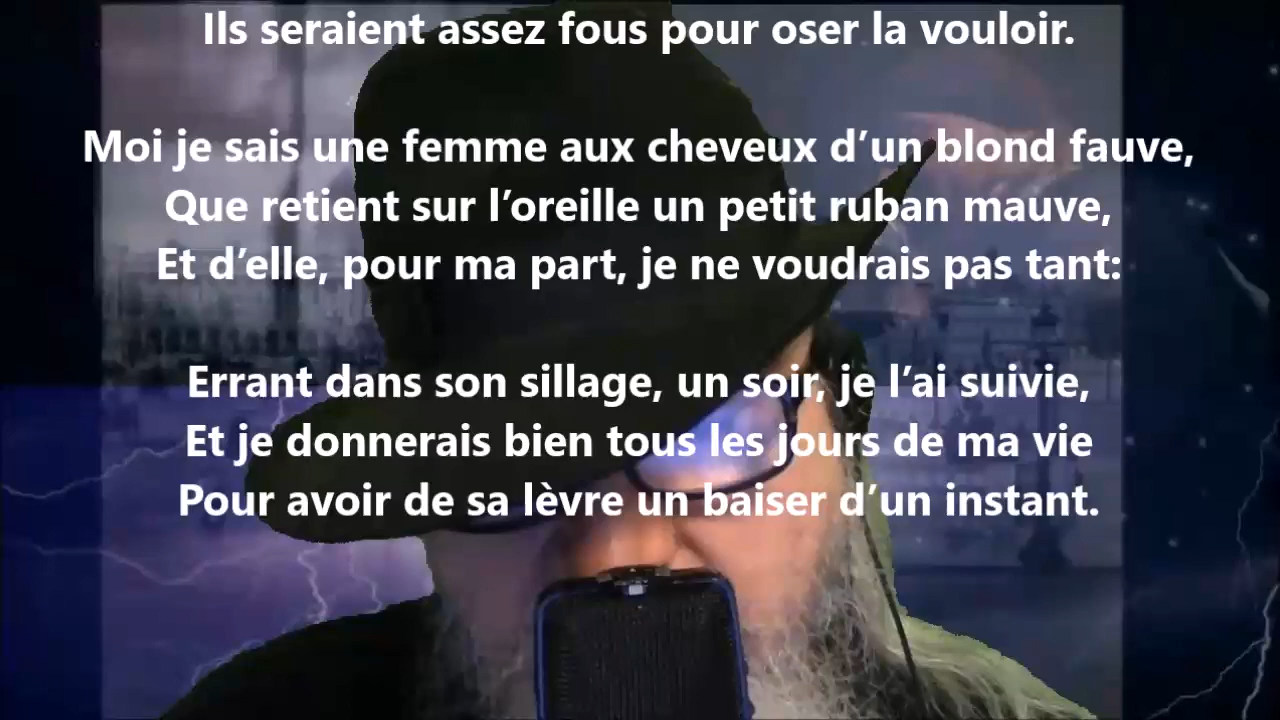 Ils seraient assez fous pour oser la vouloir.
Moi je sais une femme aux cheveux d’un blond fauve,
Que retient sur l’oreille un petit ruban mauve,
Et d’elle, pour ma part, je ne voudrais pas tant:
Errant dans son sillage, un soir, je l’ai suivie,
Et je donnerais bien tous les jours de ma vie
Pour avoir de sa lèvre un baiser d’un instant.